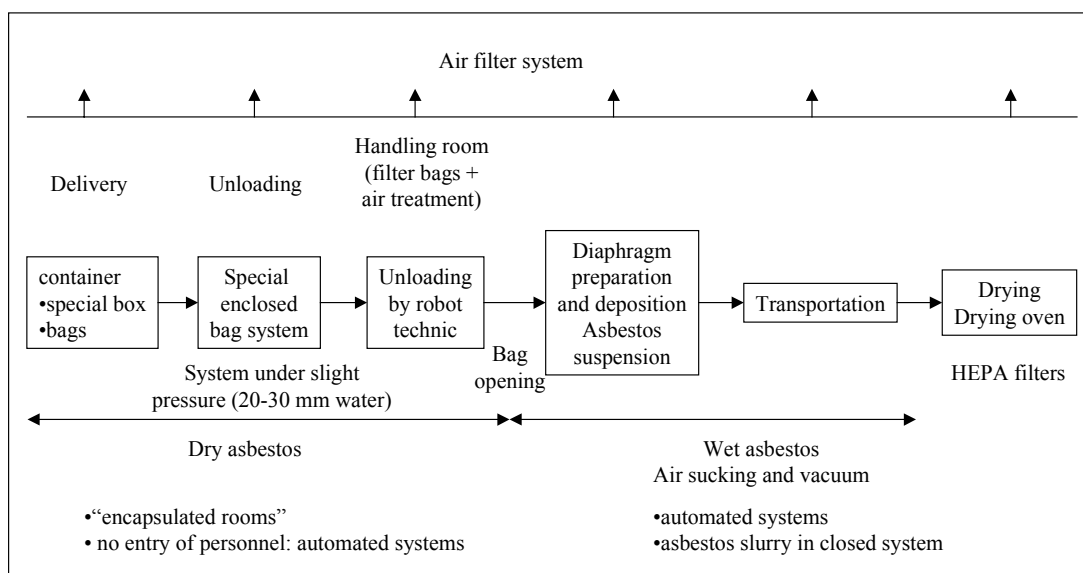 Air filter system
Delivery
Unloading
Handling room
(filter bags +
air treatment)
container
•special box
•bags
Special
enclosed
bag system
Unloading
by robot
technic
Bag
opening
Diaphragm
preparation
and deposition
Asbestos
suspension
Transportation
Drying
Drying oven
HEPA filters
System under slight
pressure (20-30 mm water)
Dry asbestos
Wet asbestos
Air sucking and vacuum
•“encapsulated rooms”
• no entry of personnel: automated systems
•automated systems
•asbestos slurry in closed system